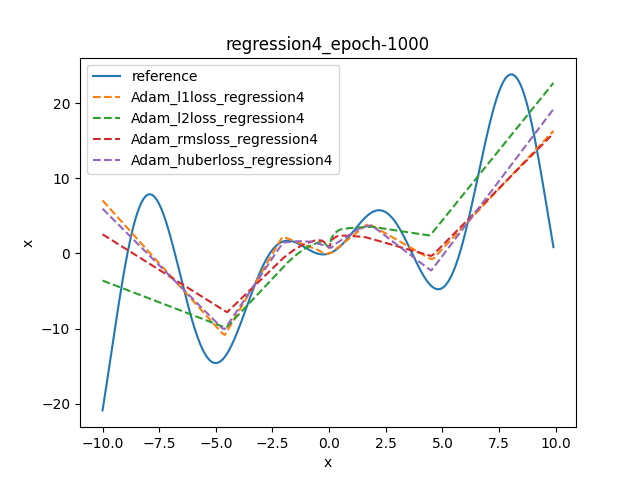 regression4_epoch-1000
reference
Adam_l1loss_regression4
Adam_l2loss_regression4
Adam_rmsloss_regression4
Adam_huberloss_regression4
x
20
10
0
−10
−20
−10.0 −7.5 −5.0 −2.5 0.0 2.5 5.0 7.5 10.0
x